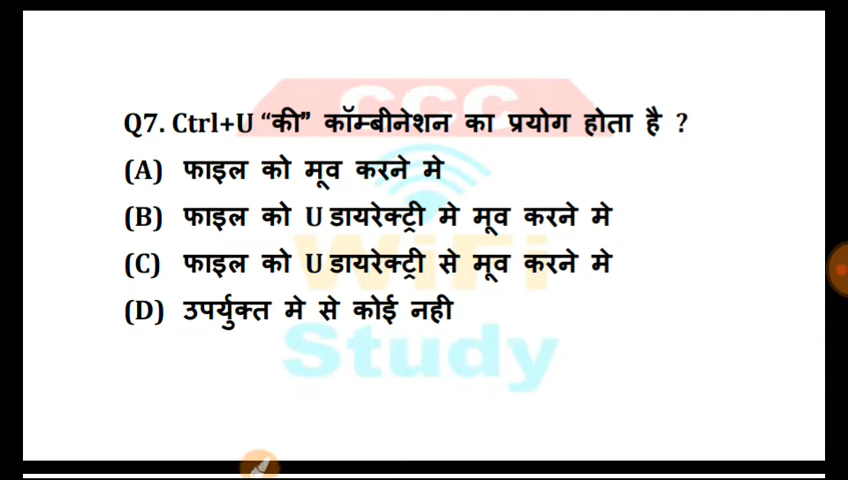 CCC
Q7. Ctrl+U “की” कॉम्बीनेशन का प्रयोग होता है ?
(A) फाइल को मूव करने मे
(B) फाइल को U डायरेक्ट्री मे मूव करने मे
(C) फाइल को U डायरेक्ट्री से मूव करने मे
WiFi
(D) उपर्युक्त मे से कोई नही
Study